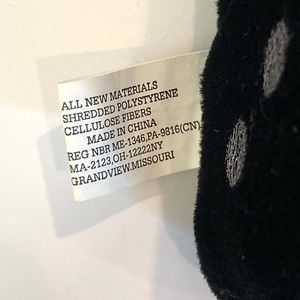 ALL NEW MATERIALS
SHREDDED POLYSTYRENE
CELLULOSE FIBERS
MADE IN CHINA
REG NBR ME-1346,PA-9816(CN)
MA-2123,OH-12222NY
GRANDVIEW.MISSOURI